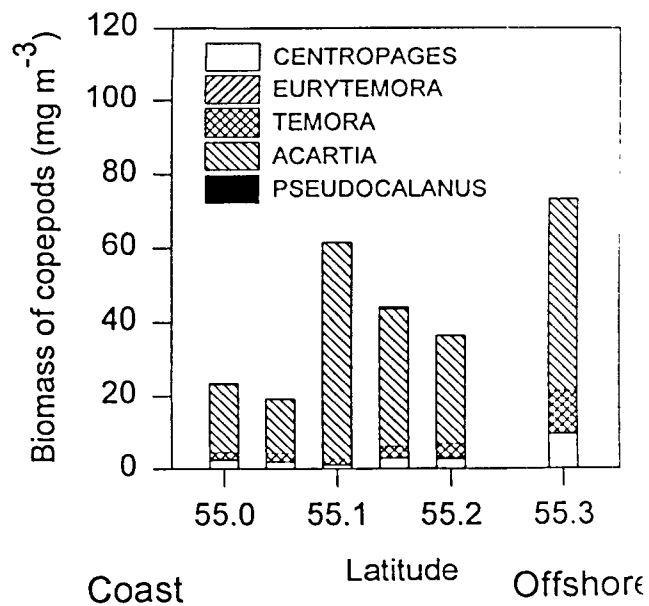 Biomass of copepods (mg m-3)
120
100
80
60
40
20
0
CENTROPAGES
EURYTEMORA
TEMORA
ACARTIA
PSEUDOCALANUS
55.0 55.1 55.2 55.3
Latitude
Coast Offshore